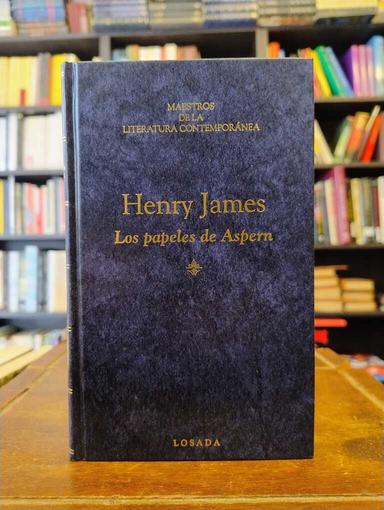 MAESTROS
DE LA
LITERATURA CONTEMPORÁNEA
Henry James
Los papeles de Aspern
LOSADA